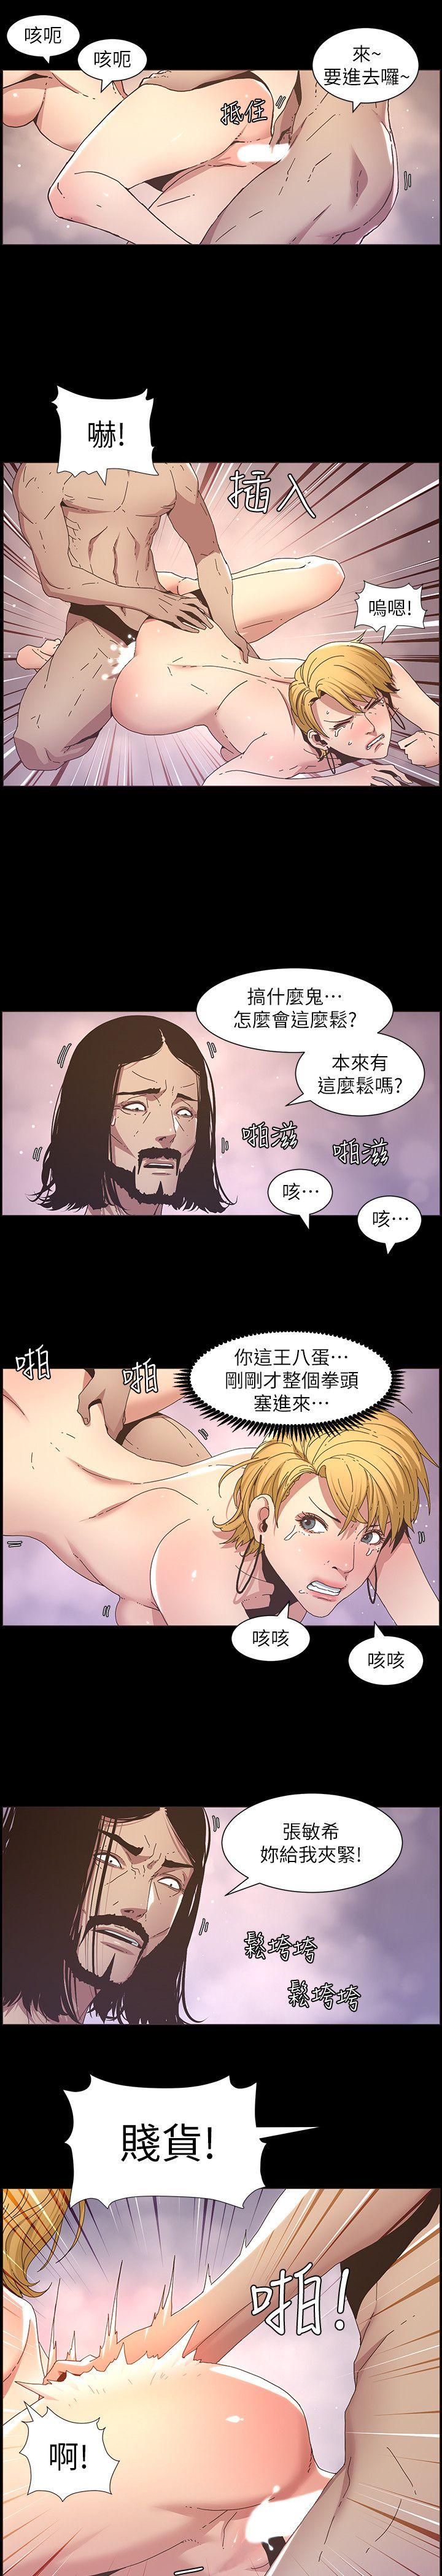 咳呃
咳呃
來~
要進去囉~
抵住
嚇!
插入
嗚嗯!
搞什麼鬼…
怎麼會這麼鬆?
本來有
這麼鬆嗎?
啪滋
啪滋
咳…
咳…
啪
啪
你這王八蛋…
剛剛才整個拳頭
塞進來…
咳咳
咳咳
張敏希
妳給我夾緊!
鬆垮垮
鬆垮垮
賤貨!
啪!
啊!